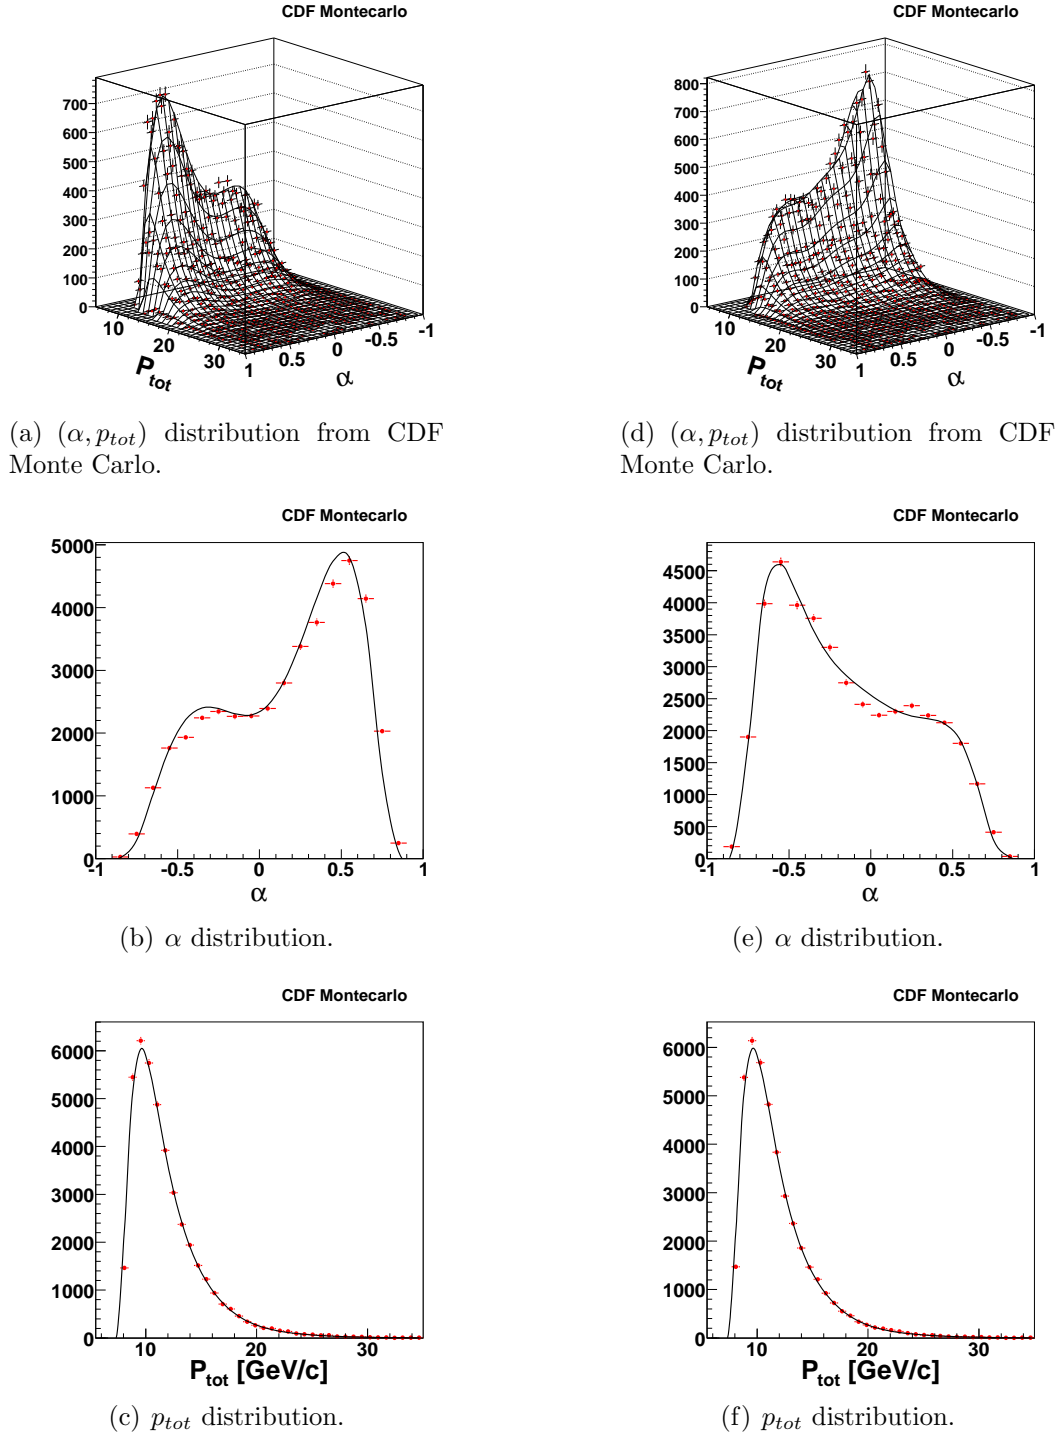 CDF Montecarlo
700
600
500
400
300
200
100
0
10
20
30
P_tot
1
0.5
0
-0.5
-1
α
(a) (α, p_tot) distribution from CDF
Monte Carlo.
CDF Montecarlo
800
700
600
500
400
300
200
100
0
10
20
30
P_tot
1
0.5
0
-0.5
-1
α
(d) (α, p_tot) distribution from CDF
Monte Carlo.
CDF Montecarlo
5000
4000
3000
2000
1000
0
-1 -0.5 0 0.5 1
α
(b) α distribution.
CDF Montecarlo
4500
4000
3500
3000
2500
2000
1500
1000
500
0
-1 -0.5 0 0.5 1
α
(e) α distribution.
CDF Montecarlo
6000
5000
4000
3000
2000
1000
0
10 20 30
P_tot [GeV/c]
(c) p_tot distribution.
CDF Montecarlo
6000
5000
4000
3000
2000
1000
0
10 20 30
P_tot [GeV/c]
(f) p_tot distribution.